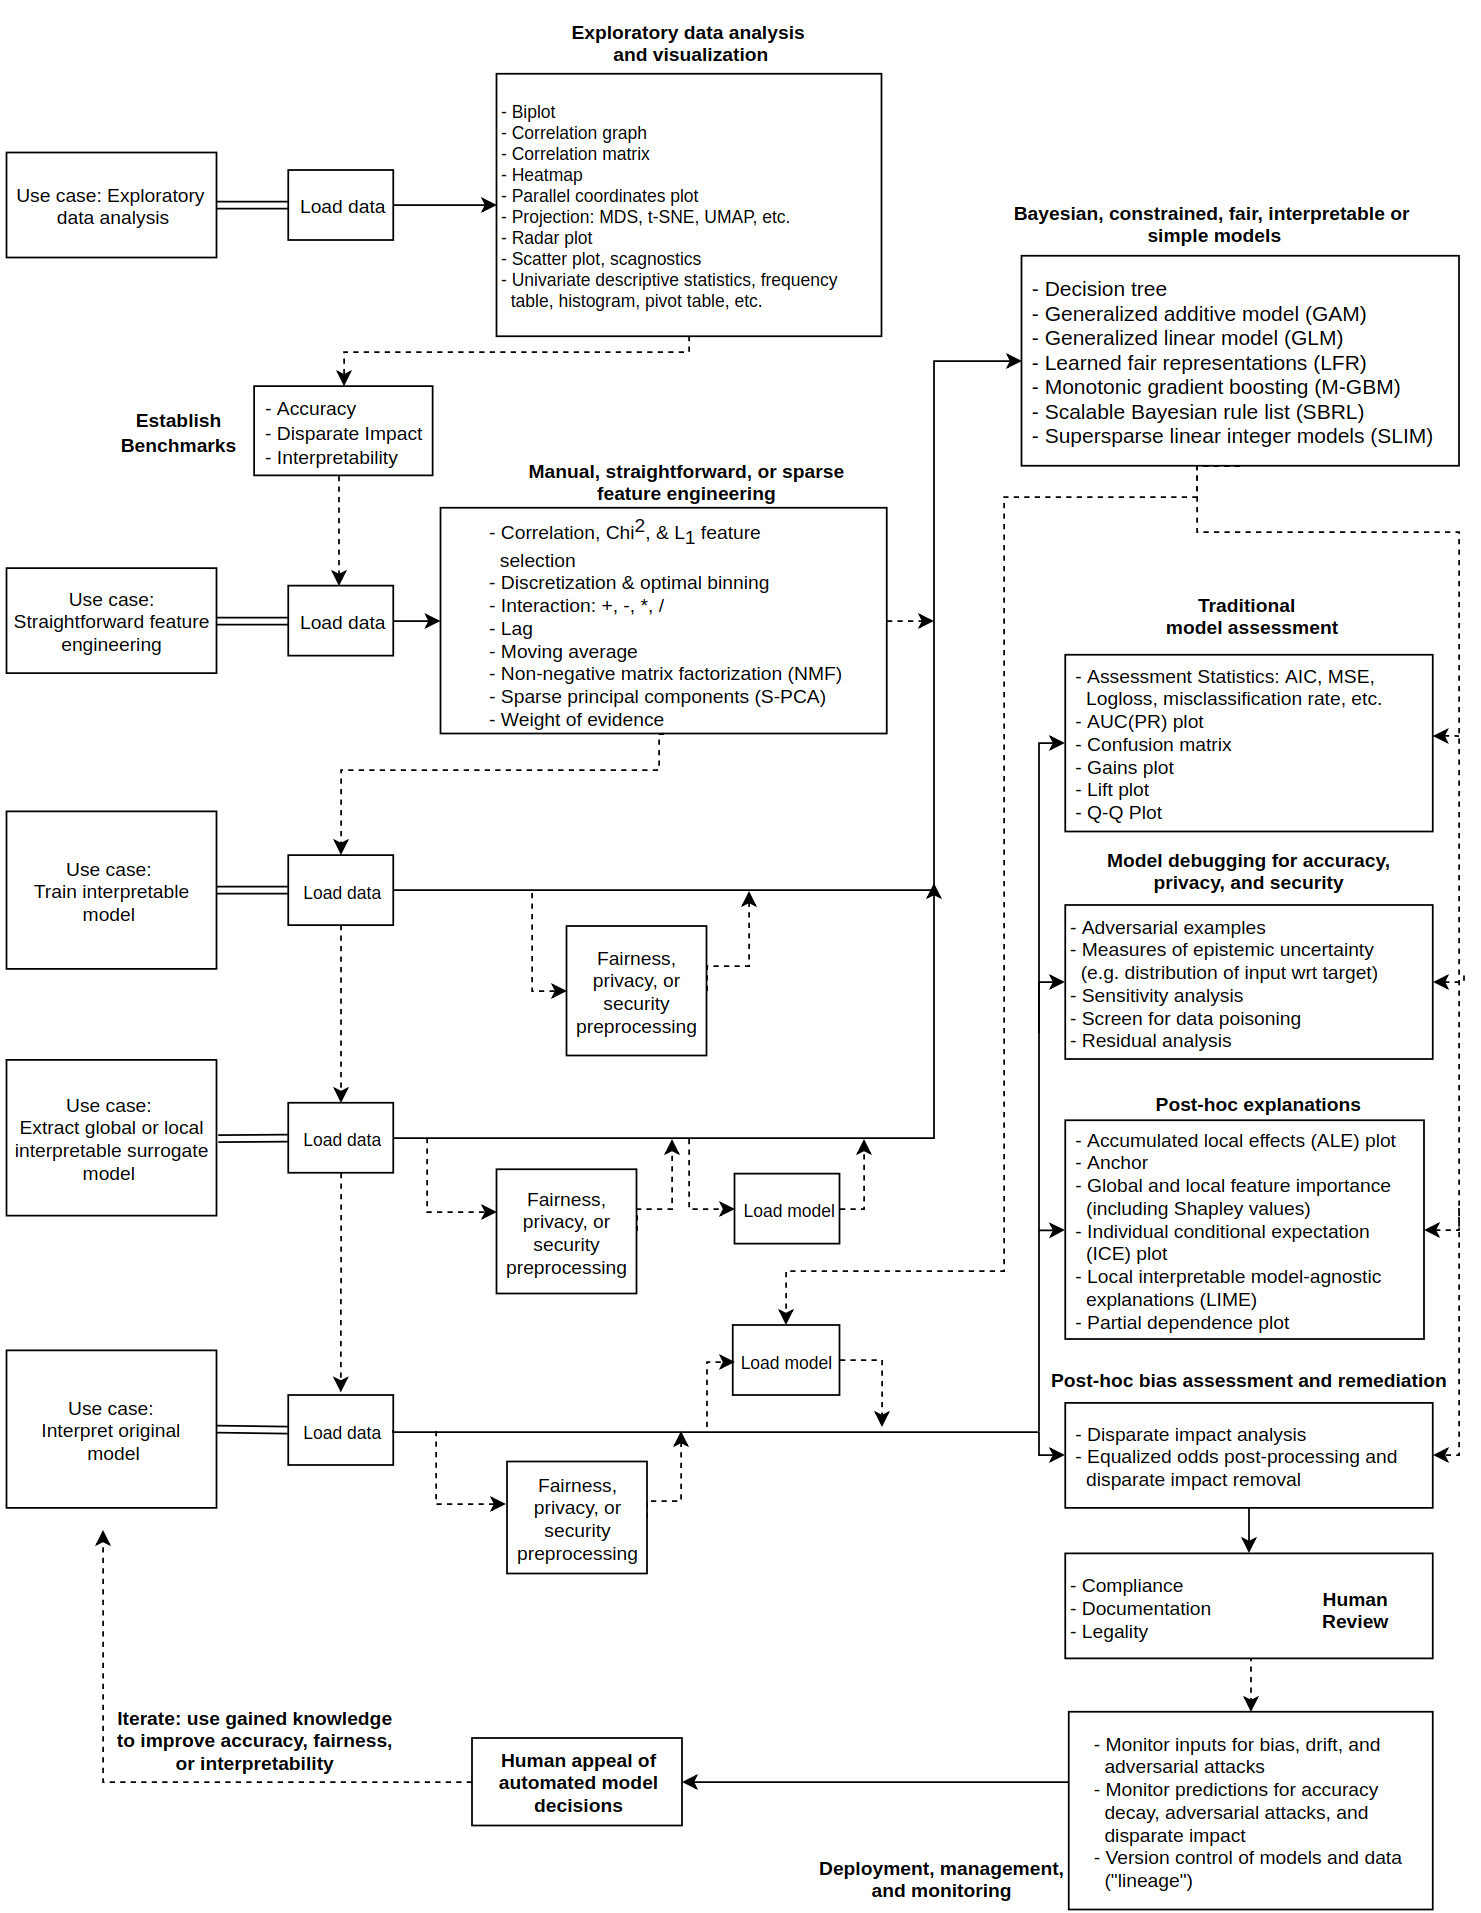 Exploratory data analysis
and visualization
- Biplot
- Correlation graph
- Correlation matrix
- Heatmap
- Parallel coordinates plot
- Projection: MDS, t-SNE, UMAP, etc.
- Radar plot
- Scatter plot, scagnostics
- Univariate descriptive statistics, frequency
table, histogram, pivot table, etc.
Use case: Exploratory
data analysis
Load data
Bayesian, constrained, fair, interpretable or
simple models
- Decision tree
- Generalized additive model (GAM)
- Generalized linear model (GLM)
- Learned fair representations (LFR)
- Monotonic gradient boosting (M-GBM)
- Scalable Bayesian rule list (SBRL)
- Supersparse linear integer models (SLIM)
Establish
Benchmarks
- Accuracy
- Disparate Impact
- Interpretability
Manual, straightforward, or sparse
feature engineering
- Correlation, Chi², & L₁ feature
selection
- Discretization & optimal binning
- Interaction: +, -, *, /
- Lag
- Moving average
- Non-negative matrix factorization (NMF)
- Sparse principal components (S-PCA)
- Weight of evidence
Use case:
Straightforward feature
engineering
Load data
Traditional
model assessment
- Assessment Statistics: AIC, MSE,
Logloss, misclassification rate, etc.
- AUC(PR) plot
- Confusion matrix
- Gains plot
- Lift plot
- Q-Q Plot
Use case:
Train interpretable
model
Load data
Fairness,
privacy, or
security
preprocessing
Model debugging for accuracy,
privacy, and security
- Adversarial examples
- Measures of epistemic uncertainty
(e.g. distribution of input wrt target)
- Sensitivity analysis
- Screen for data poisoning
- Residual analysis
Use case:
Extract global or local
interpretable surrogate
model
Load data
Fairness,
privacy, or
security
preprocessing
Load model
Post-hoc explanations
- Accumulated local effects (ALE) plot
- Anchor
- Global and local feature importance
(including Shapley values)
- Individual conditional expectation
(ICE) plot
- Local interpretable model-agnostic
explanations (LIME)
- Partial dependence plot
Load model
Use case:
Interpret original
model
Load data
Fairness,
privacy, or
security
preprocessing
Post-hoc bias assessment and remediation
- Disparate impact analysis
- Equalized odds post-processing and
disparate impact removal
- Compliance
- Documentation
- Legality
Human
Review
Iterate: use gained knowledge
to improve accuracy, fairness,
or interpretability
Human appeal of
automated model
decisions
- Monitor inputs for bias, drift, and
adversarial attacks
- Monitor predictions for accuracy
decay, adversarial attacks, and
disparate impact
- Version control of models and data
("lineage")
Deployment, management,
and monitoring